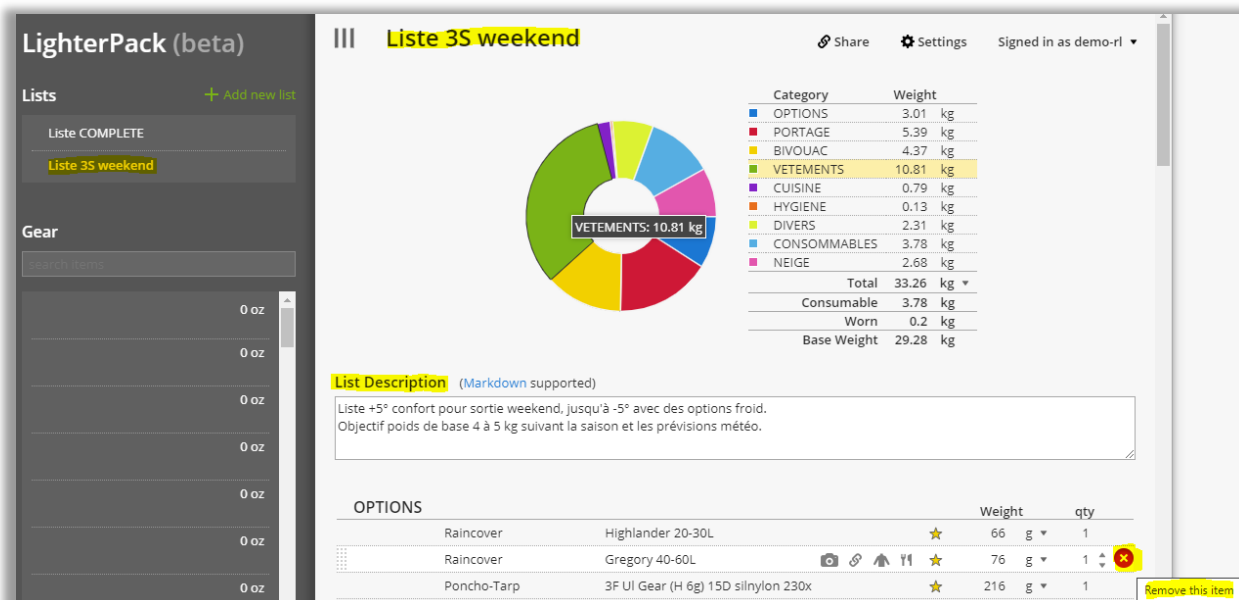 LighterPack (beta)
Lists
Add new list
Liste COMPLETE
Liste 3S weekend
Gear
search items
0 oz
0 oz
0 oz
0 oz
0 oz
0 oz
0 oz
Liste 3S weekend
Share
Settings
Signed in as demo-rl
VETEMENTS: 10.81 kg
Category Weight
OPTIONS 3.01 kg
PORTAGE 5.39 kg
BIVOUAC 4.37 kg
VETEMENTS 10.81 kg
CUISINE 0.79 kg
HYGIENE 0.13 kg
DIVERS 2.31 kg
CONSOMMABLES 3.78 kg
NEIGE 2.68 kg
Total 33.26 kg
Consumable 3.78 kg
Worn 0.2 kg
Base Weight 29.28 kg
List Description (Markdown supported)
Liste +5° confort pour sortie weekend, jusqu'à -5° avec des options froid.
Objectif poids de base 4 à 5 kg suivant la saison et les prévisions météo.
OPTIONS Weight qty
Raincover Highlander 20-30L 66 g 1
Raincover Gregory 40-60L 76 g 1
Poncho-Tarp 3F Ul Gear (H 6g) 15D silnylon 230x 216 g 1
Remove this item